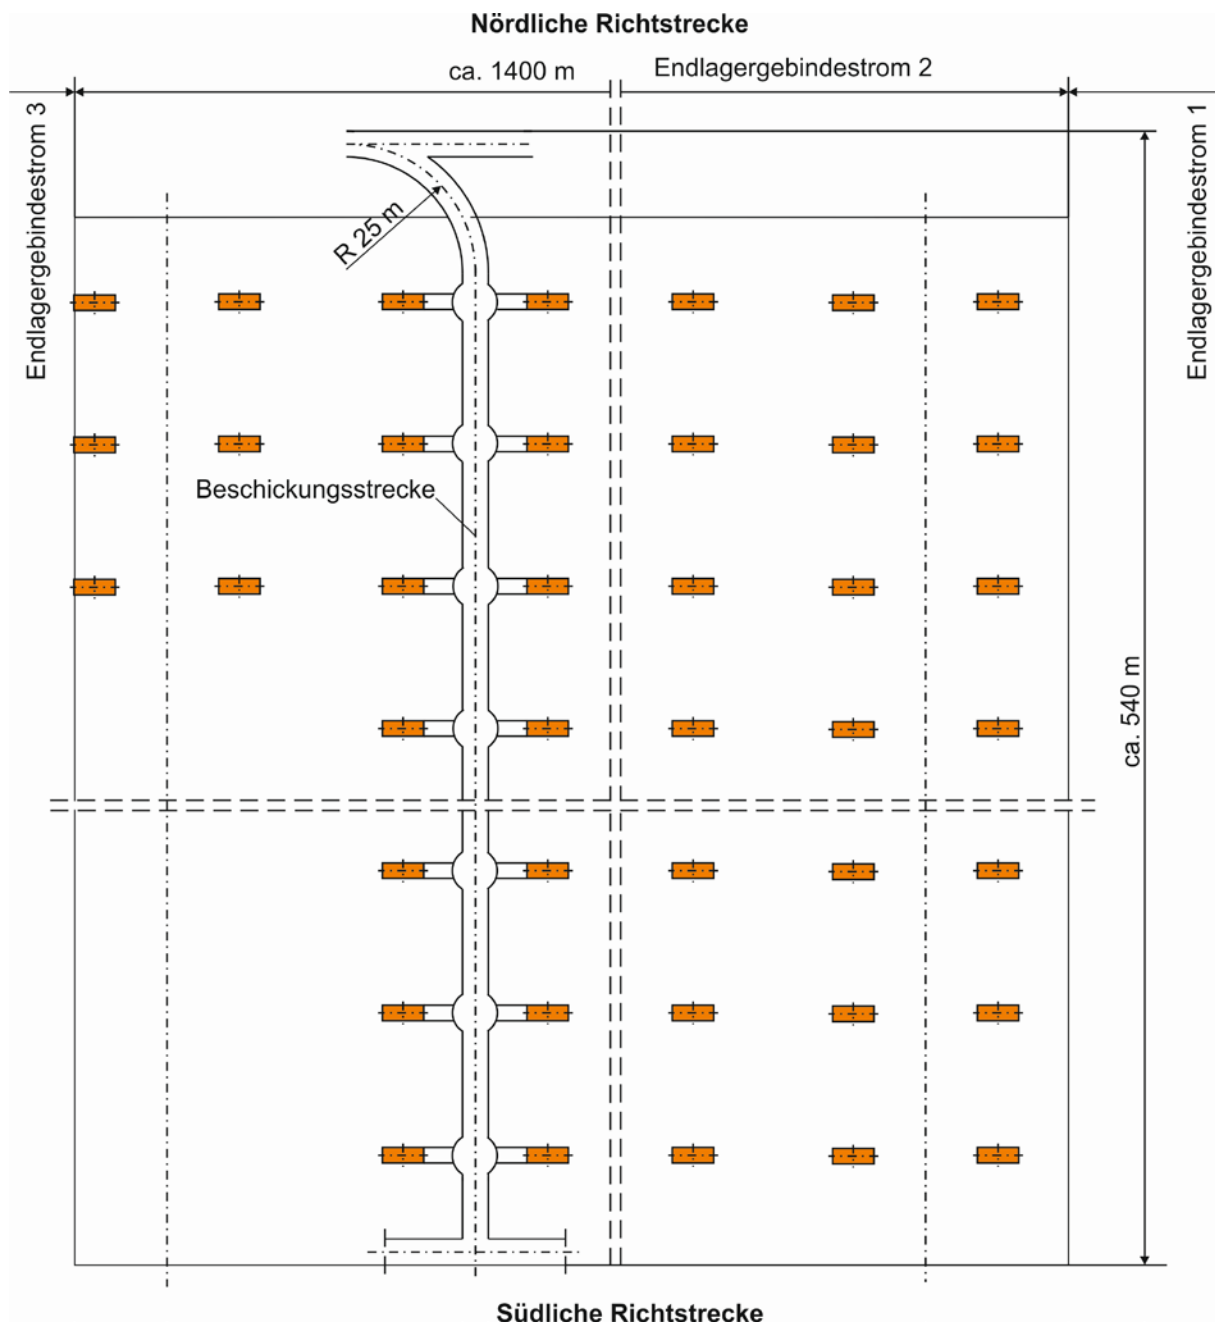 Nördliche Richtstrecke
ca. 1400 m
Endlagergebindestrom 2
Endlagergebindestrom 3
Endlagergebindestrom 1
R 25 m
Beschickungsstrecke
ca. 540 m
Südliche Richtstrecke